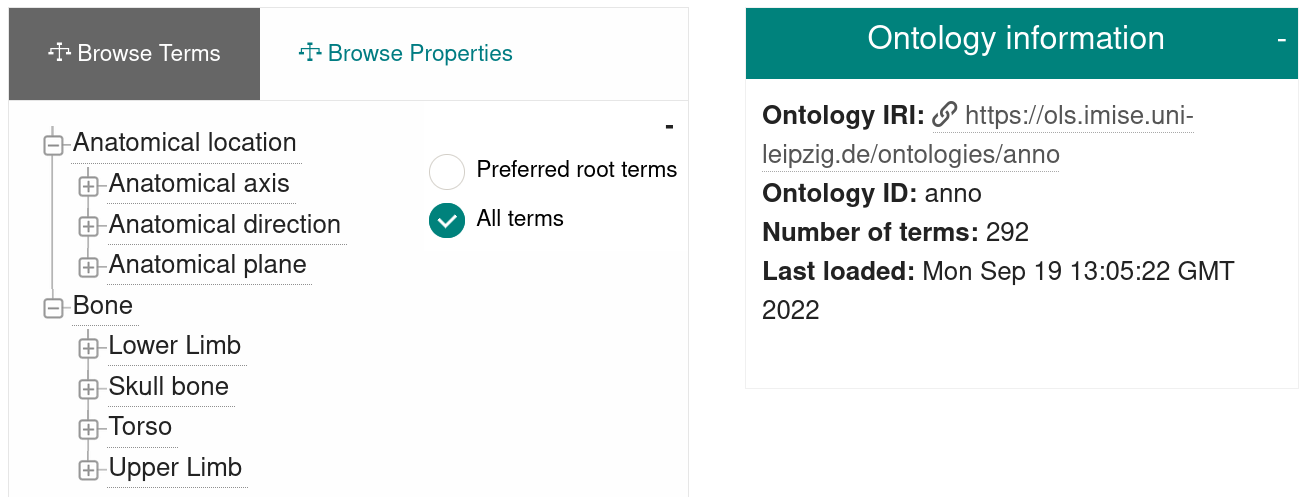 Browse Terms
Browse Properties
Anatomical location
Anatomical axis
Anatomical direction
Anatomical plane
Bone
Lower Limb
Skull bone
Torso
Upper Limb
-
Preferred root terms
All terms
Ontology information -
Ontology IRI: https://ols.imise.uni-
leipzig.de/ontologies/anno
Ontology ID: anno
Number of terms: 292
Last loaded: Mon Sep 19 13:05:22 GMT
2022